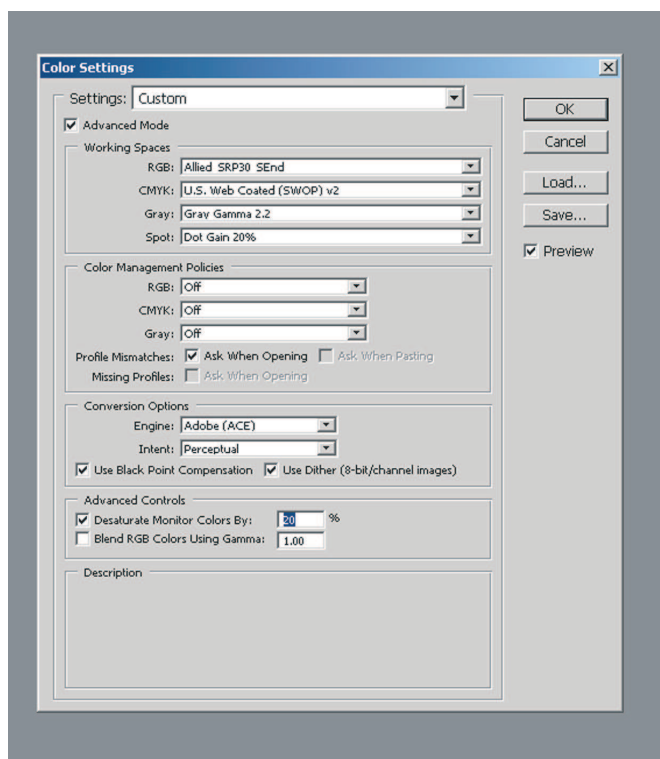 Color Settings
Settings: Custom
OK
Advanced Mode
Cancel
Working Spaces
RGB: Allied SRP30 SEnd
CMYK: U.S. Web Coated (SWOP) v2
Load...
Gray: Gray Gamma 2.2
Save...
Spot: Dot Gain 20%
Preview
Color Management Policies
RGB: Off
CMYK: Off
Gray: Off
Profile Mismatches: Ask When Opening Ask When Pasting
Missing Profiles: Ask When Opening
Conversion Options
Engine: Adobe (ACE)
Intent: Perceptual
Use Black Point Compensation Use Dither (8-bit/channel images)
Advanced Controls
Desaturate Monitor Colors By: 20 %
Blend RGB Colors Using Gamma: 1.00
Description